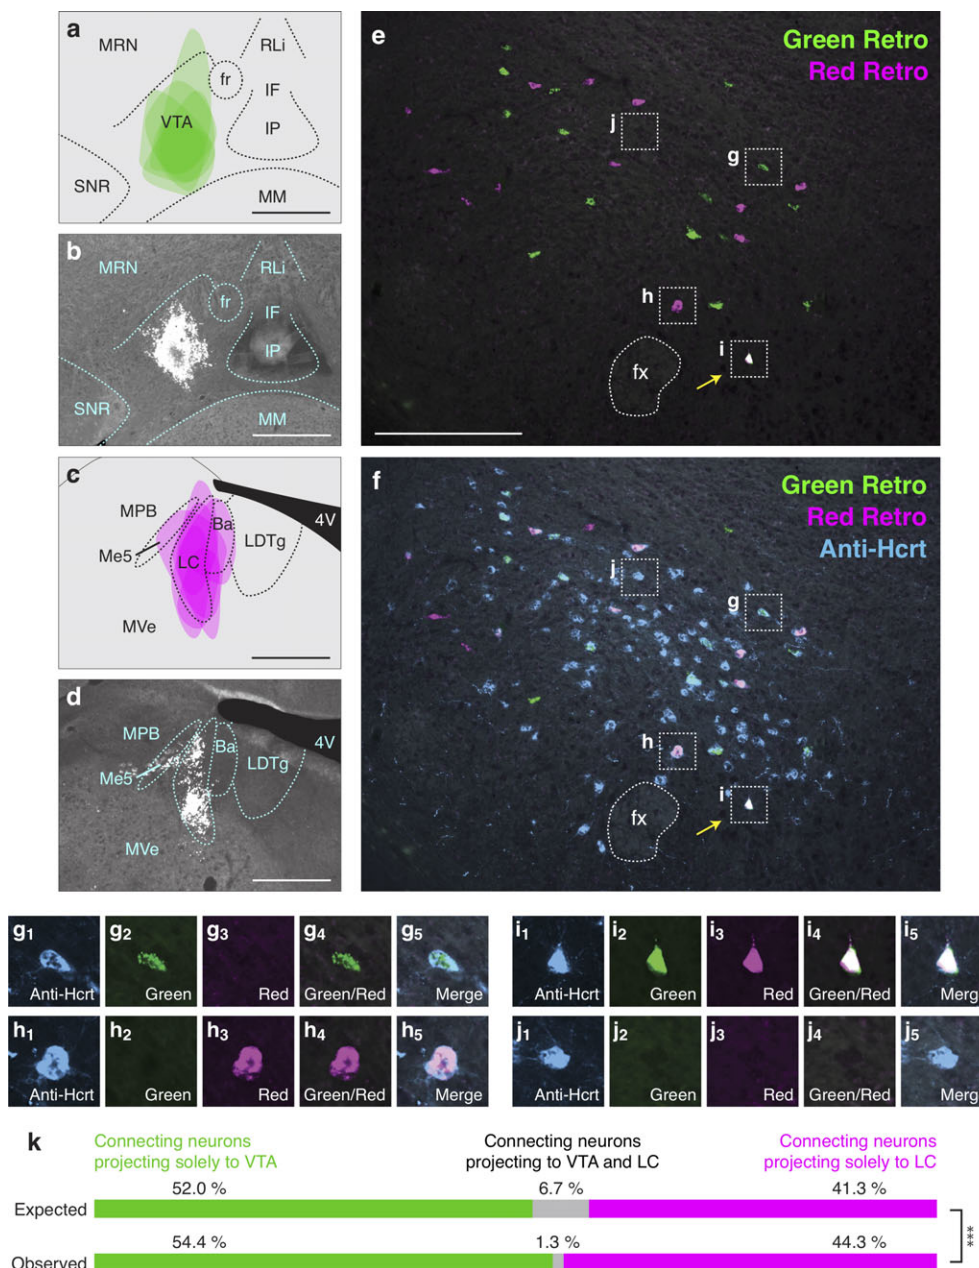 a
MRN
RLi
fr
IF
VTA
IP
SNR
MM
b
MRN
RLi
fr
IF
IP
SNR
MM
c
MPB
Ba
4V
Me5
LC
LDTg
MVe
d
MPB
Ba
4V
Me5
LDTg
MVe
e
Green Retro
Red Retro
j
g
h
i
fx
f
Green Retro
Red Retro
Anti-Hcrt
j
g
h
i
fx
g1 g2 g3 g4 g5
Anti-Hcrt Green Red Green/Red Merge
i1 i2 i3 i4 i5
Anti-Hcrt Green Red Green/Red Merg
h1 h2 h3 h4 h5
Anti-Hcrt Green Red Green/Red Merge
j1 j2 j3 j4 j5
Anti-Hcrt Green Red Green/Red Merg
k
Connecting neurons
projecting solely to VTA
Connecting neurons
projecting to VTA and LC
Connecting neurons
projecting solely to LC
52.0 % 6.7 % 41.3 %
Expected
***
54.4 % 1.3 % 44.3 %
Observed